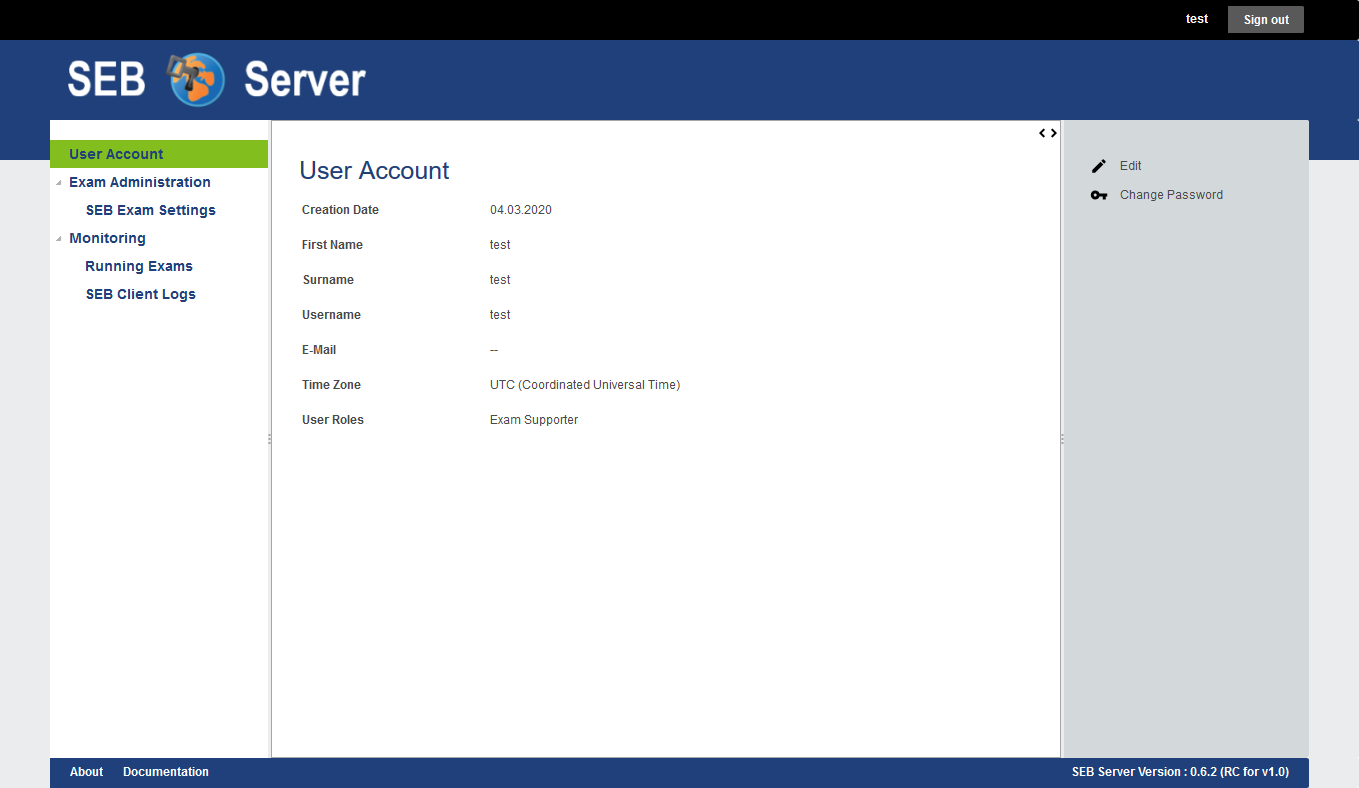 test Sign out
SEB Server
User Account
Exam Administration
SEB Exam Settings
Monitoring
Running Exams
SEB Client Logs
User Account
Creation Date 04.03.2020
First Name test
Surname test
Username test
E-Mail --
Time Zone UTC (Coordinated Universal Time)
User Roles Exam Supporter
Edit
Change Password
About Documentation SEB Server Version : 0.6.2 (RC for v1.0)